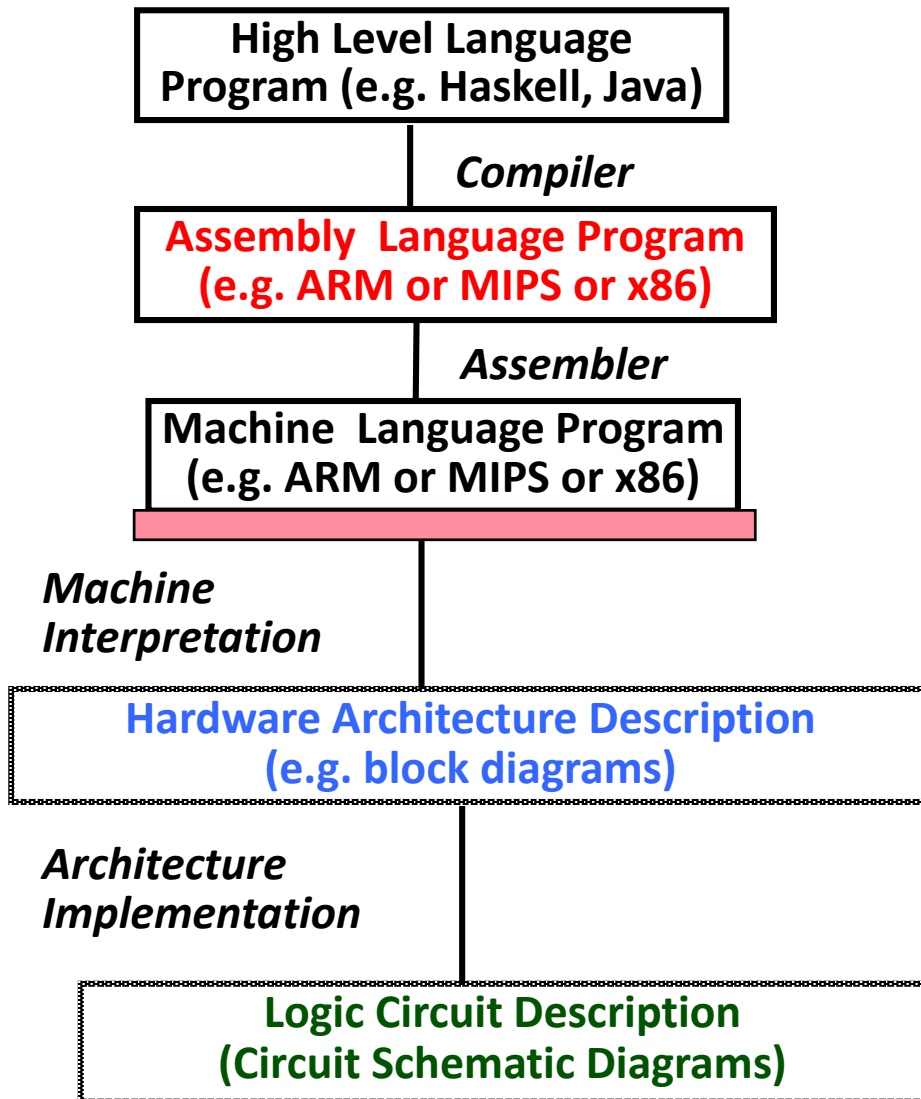 High Level Language
Program (e.g. Haskell, Java)
Compiler
Assembly Language Program
(e.g. ARM or MIPS or x86)
Assembler
Machine Language Program
(e.g. ARM or MIPS or x86)
Machine
Interpretation
Hardware Architecture Description
(e.g. block diagrams)
Architecture
Implementation
Logic Circuit Description
(Circuit Schematic Diagrams)